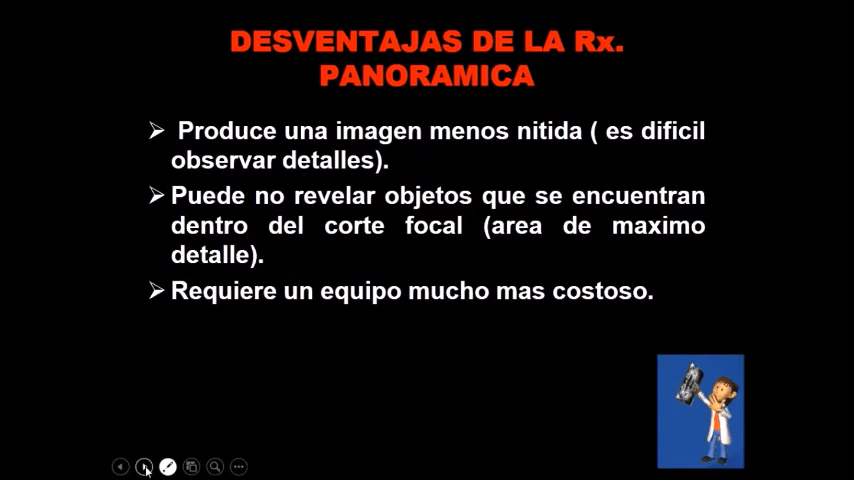 DESVENTAJAS DE LA Rx.
PANORAMICA
➢ Produce una imagen menos nitida ( es dificil
observar detalles).
➢ Puede no revelar objetos que se encuentran
dentro del corte focal (area de maximo
detalle).
➢ Requiere un equipo mucho mas costoso.